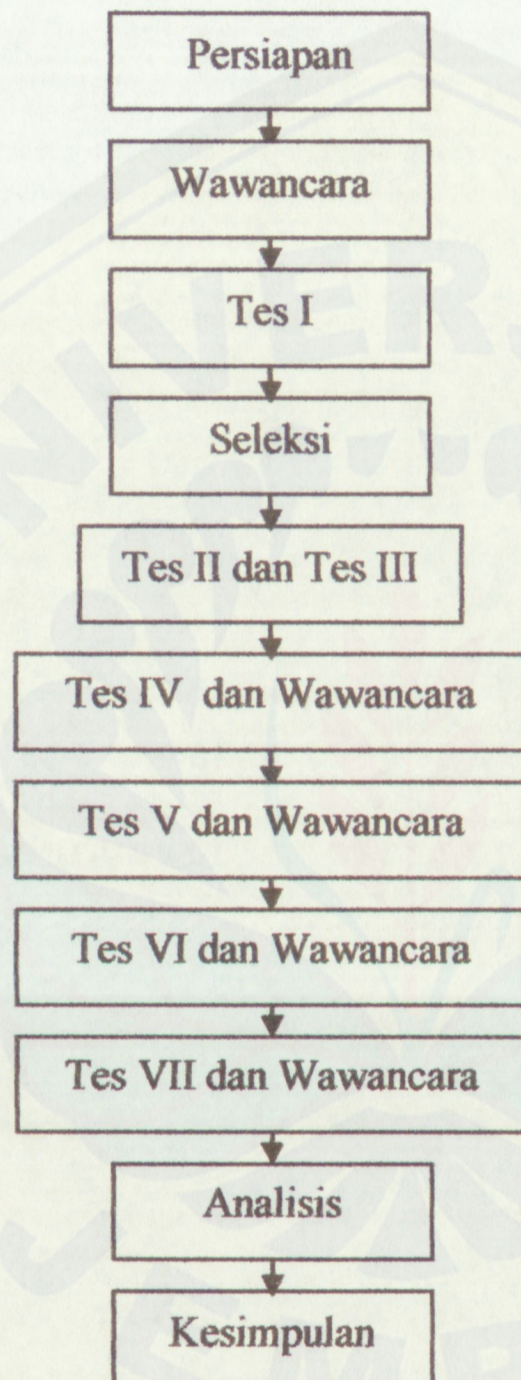 Persiapan
Wawancara
Tes I
Seleksi
Tes II dan Tes III
Tes IV dan Wawancara
Tes V dan Wawancara
Tes VI dan Wawancara
Tes VII dan Wawancara
Analisis
Kesimpulan